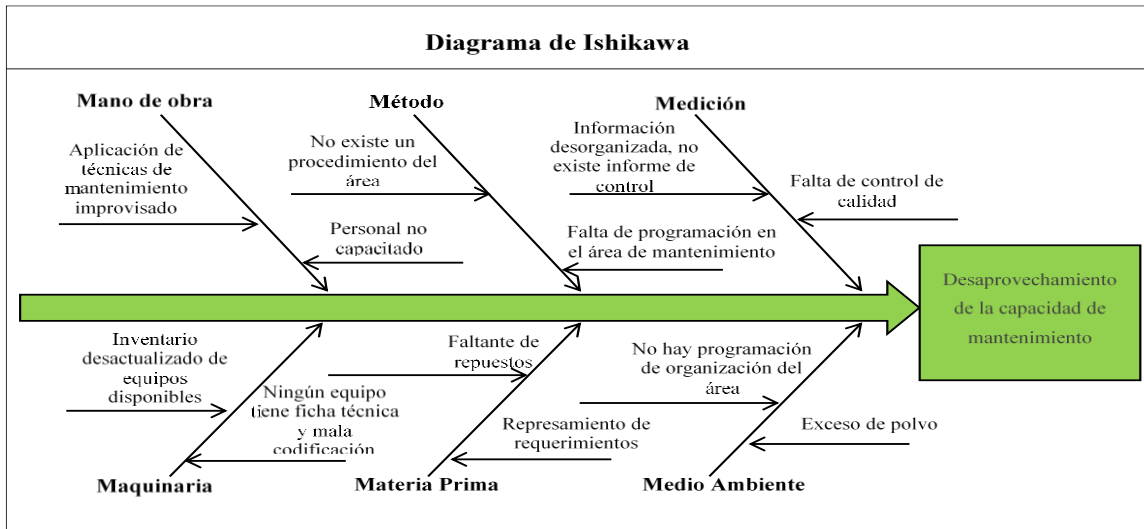 Diagrama de Ishikawa
Mano de obra
Aplicación de
técnicas de
mantenimiento
improvisado
Personal no
capacitado
Método
No existe un
procedimiento del
área
Falta de programación en
el área de mantenimiento
Medición
Información
desorganizada, no
existe informe de
control
Falta de control de
calidad
Desaprovechamiento
de la capacidad de
mantenimiento
Inventario
desactualizado de
equipos
disponibles
Ningún equipo
tiene ficha técnica
y mala
codificación
Maquinaria
Faltante de
repuestos
Represamiento de
requerimientos
Materia Prima
No hay programación
de organización del
área
Exceso de polvo
Medio Ambiente